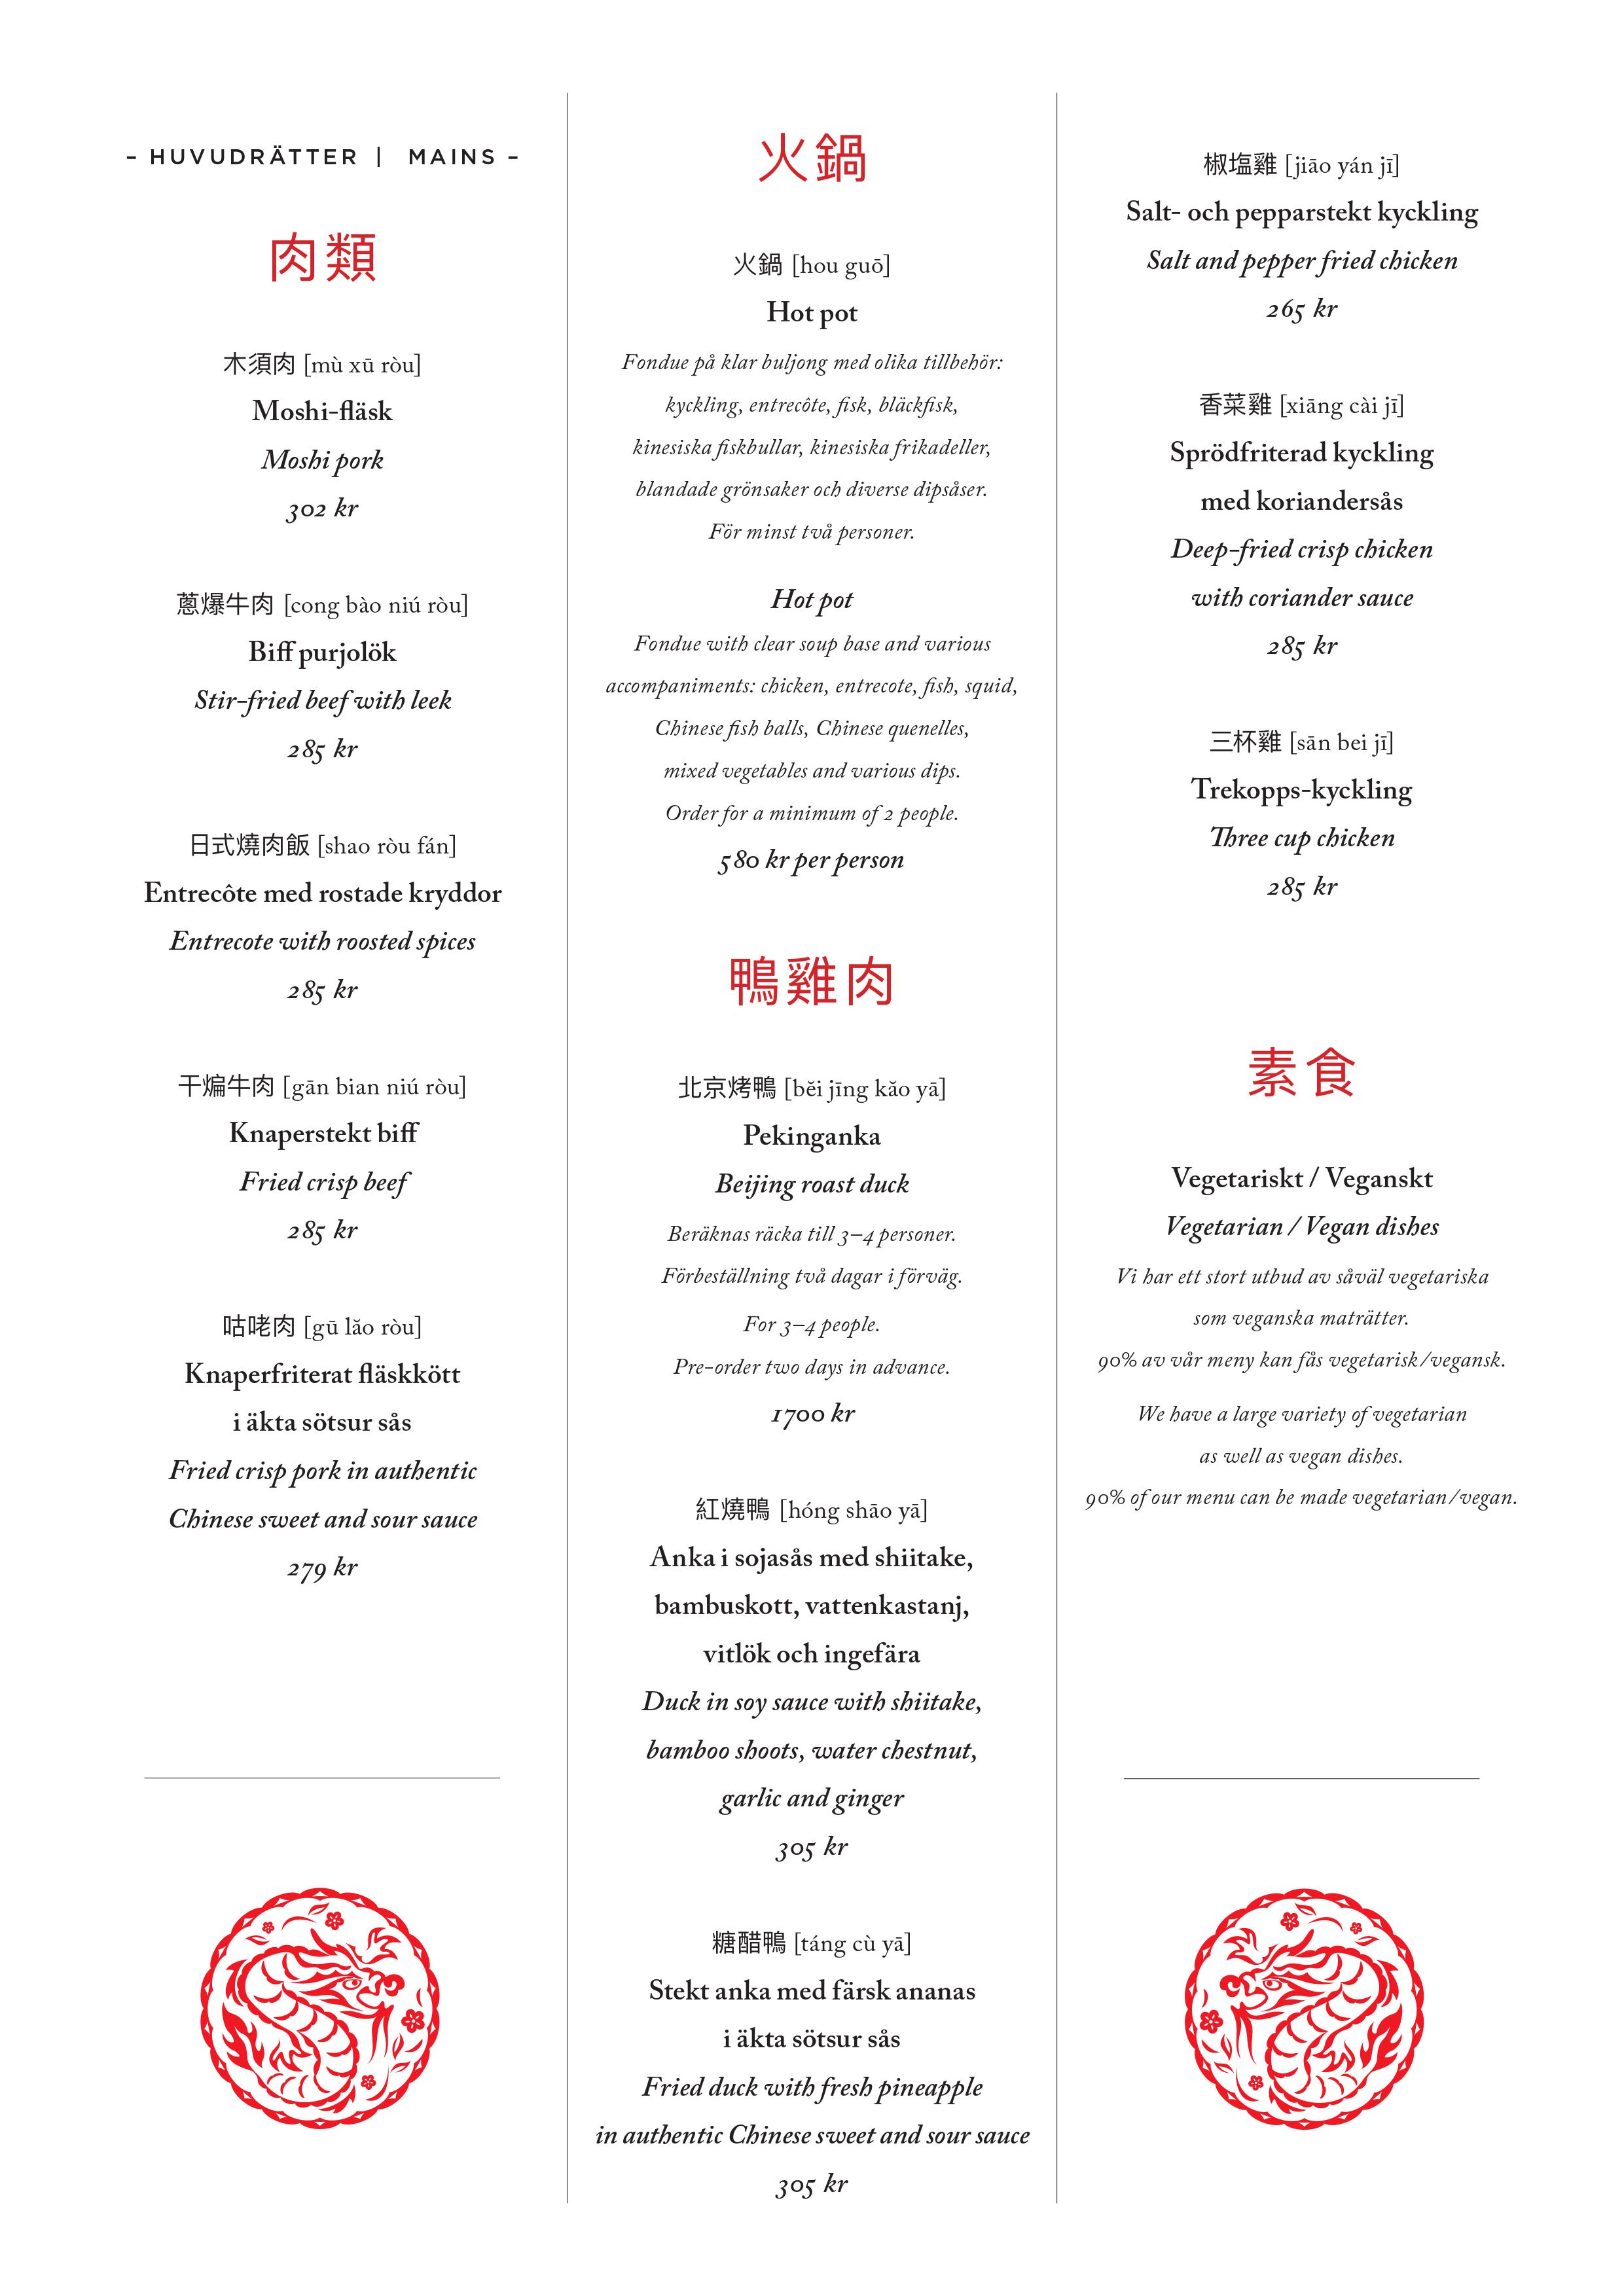 – HUVUDRÄTTER | MAINS –
肉類
木須肉 [mù xū ròu]
Moshi-fläsk
Moshi pork
302 kr
蔥爆牛肉 [cong bào niú ròu]
Biff purjolök
Stir-fried beef with leek
285 kr
日式燒肉飯 [shao ròu fán]
Entrecôte med rostade kryddor
Entrecote with roosted spices
285 kr
干煸牛肉 [gān bian niú ròu]
Knaperstekt biff
Fried crisp beef
285 kr
咕咾肉 [gū lăo ròu]
Knaperfriterat fläskkött
i äkta sötsur sås
Fried crisp pork in authentic
Chinese sweet and sour sauce
279 kr
火鍋
火鍋 [hou guō]
Hot pot
Fondue på klar buljong med olika tillbehör:
kyckling, entrecôte, fisk, bläckfisk,
kinesiska fiskbullar, kinesiska frikadeller,
blandade grönsaker och diverse dipsåser.
För minst två personer.
Hot pot
Fondue with clear soup base and various
accompaniments: chicken, entrecote, fish, squid,
Chinese fish balls, Chinese quenelles,
mixed vegetables and various dips.
Order for a minimum of 2 people.
580 kr per person
鴨雞肉
北京烤鴨 [bĕi jīng kăo yā]
Pekinganka
Beijing roast duck
Beräknas räcka till 3–4 personer.
Förbeställning två dagar i förväg.
For 3–4 people.
Pre-order two days in advance.
1700 kr
紅燒鴨 [hóng shāo yā]
Anka i sojasås med shiitake,
bambuskott, vattenkastanj,
vitlök och ingefära
Duck in soy sauce with shiitake,
bamboo shoots, water chestnut,
garlic and ginger
305 kr
糖醋鴨 [táng cù yā]
Stekt anka med färsk ananas
i äkta sötsur sås
Fried duck with fresh pineapple
in authentic Chinese sweet and sour sauce
305 kr
椒塩雞 [jiāo yán jī]
Salt- och pepparstekt kyckling
Salt and pepper fried chicken
265 kr
香菜雞 [xiāng cài jī]
Sprödfriterad kyckling
med koriandersås
Deep-fried crisp chicken
with coriander sauce
285 kr
三杯雞 [sān bei jī]
Trekopps-kyckling
Three cup chicken
285 kr
素食
Vegetariskt / Veganskt
Vegetarian / Vegan dishes
Vi har ett stort utbud av såväl vegetariska
som veganska maträtter.
90% av vår meny kan fås vegetarisk/vegansk.
We have a large variety of vegetarian
as well as vegan dishes.
90% of our menu can be made vegetarian/vegan.